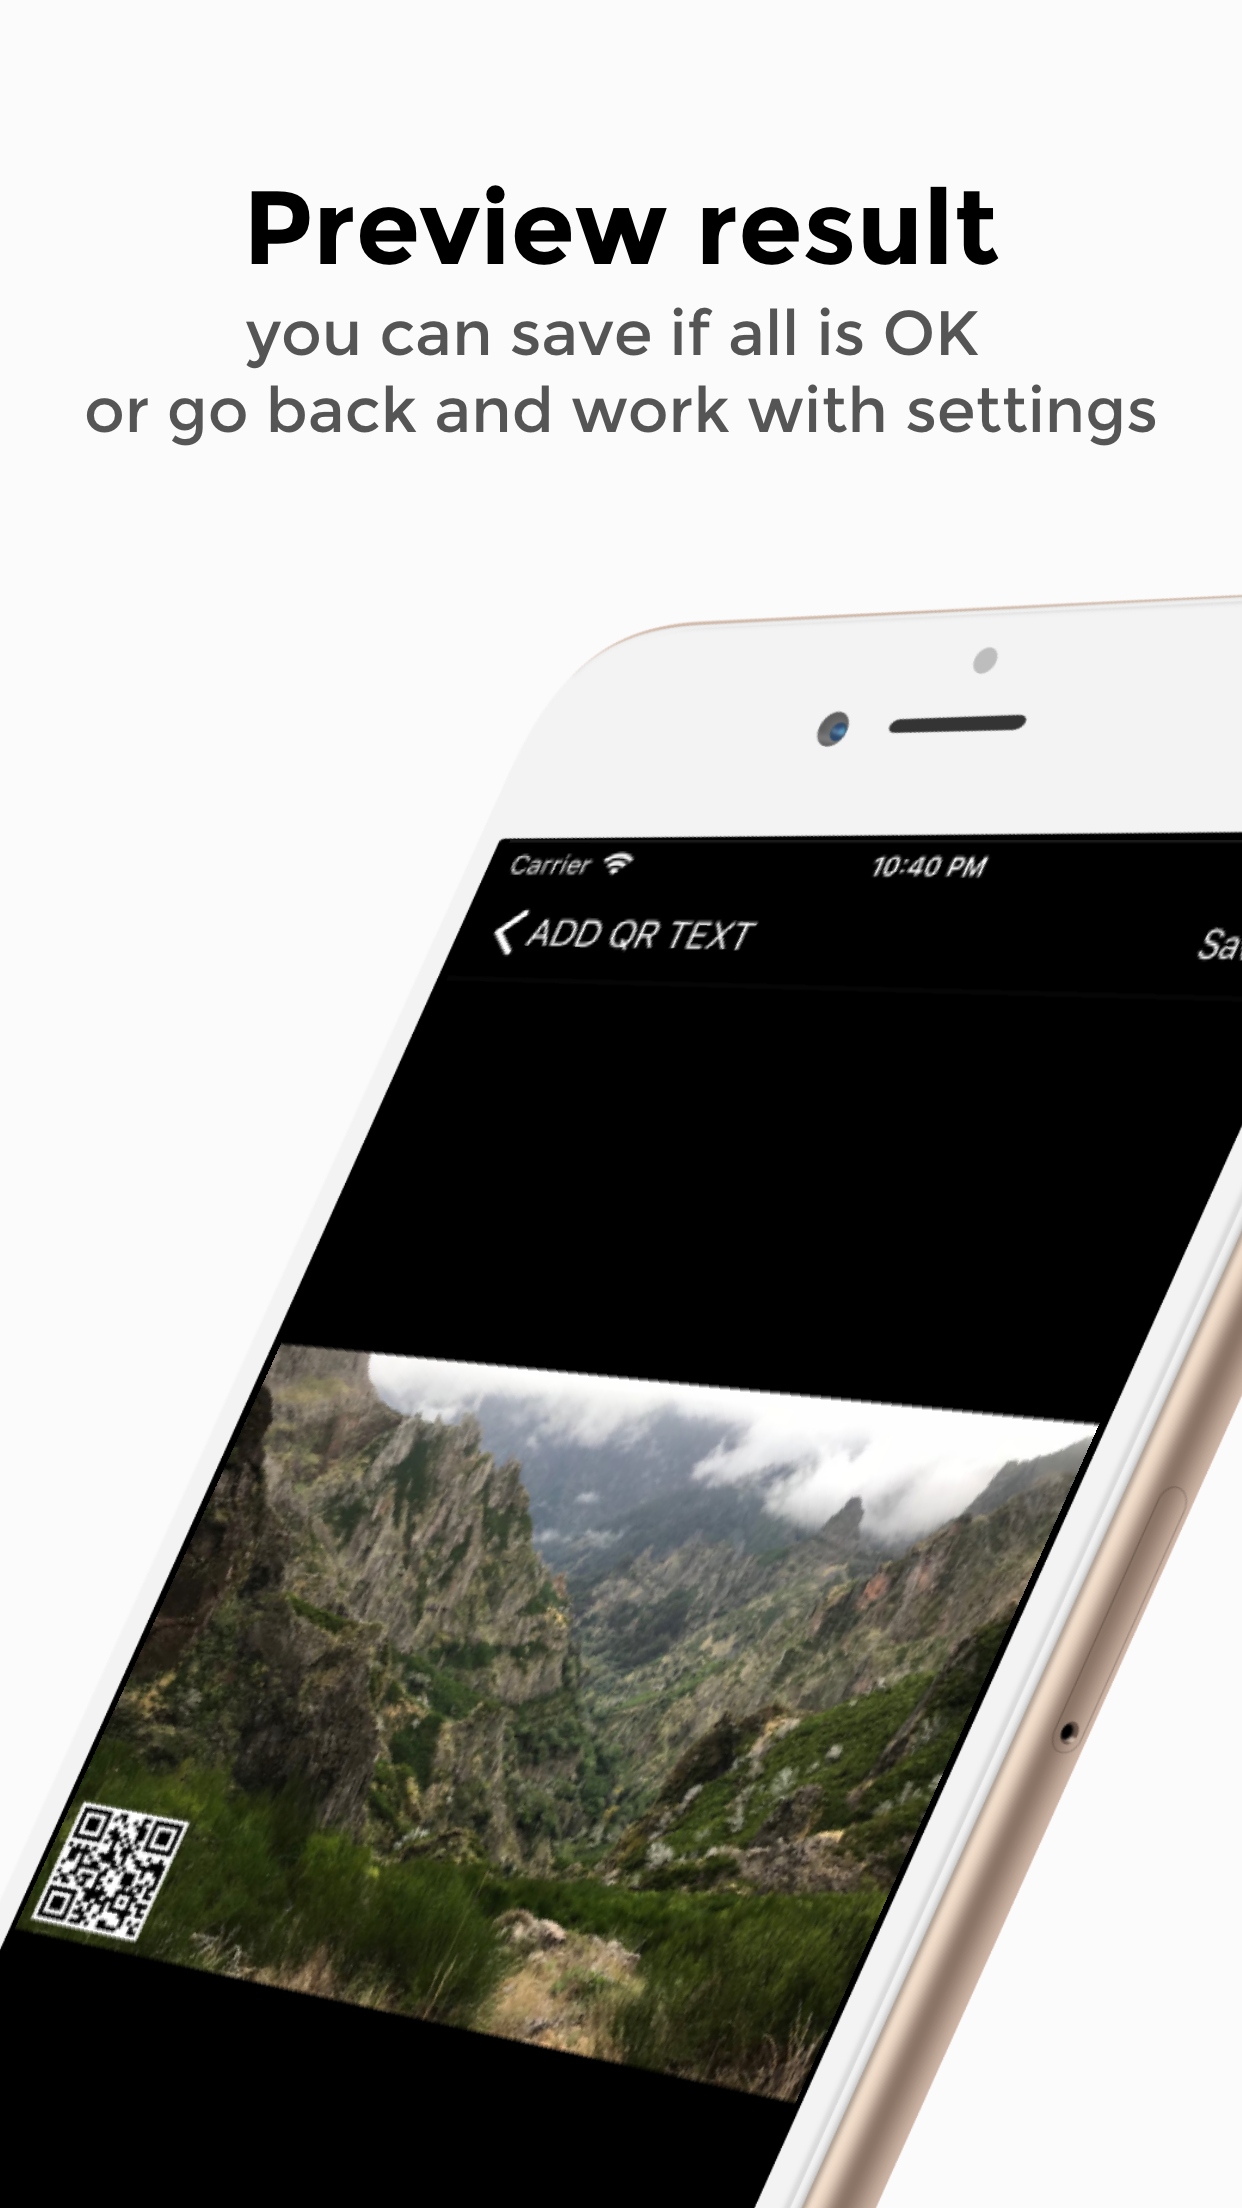 Preview result
you can save if all is OK
or go back and work with settings
Carrier 10:40 PM
ADD QR TEXT